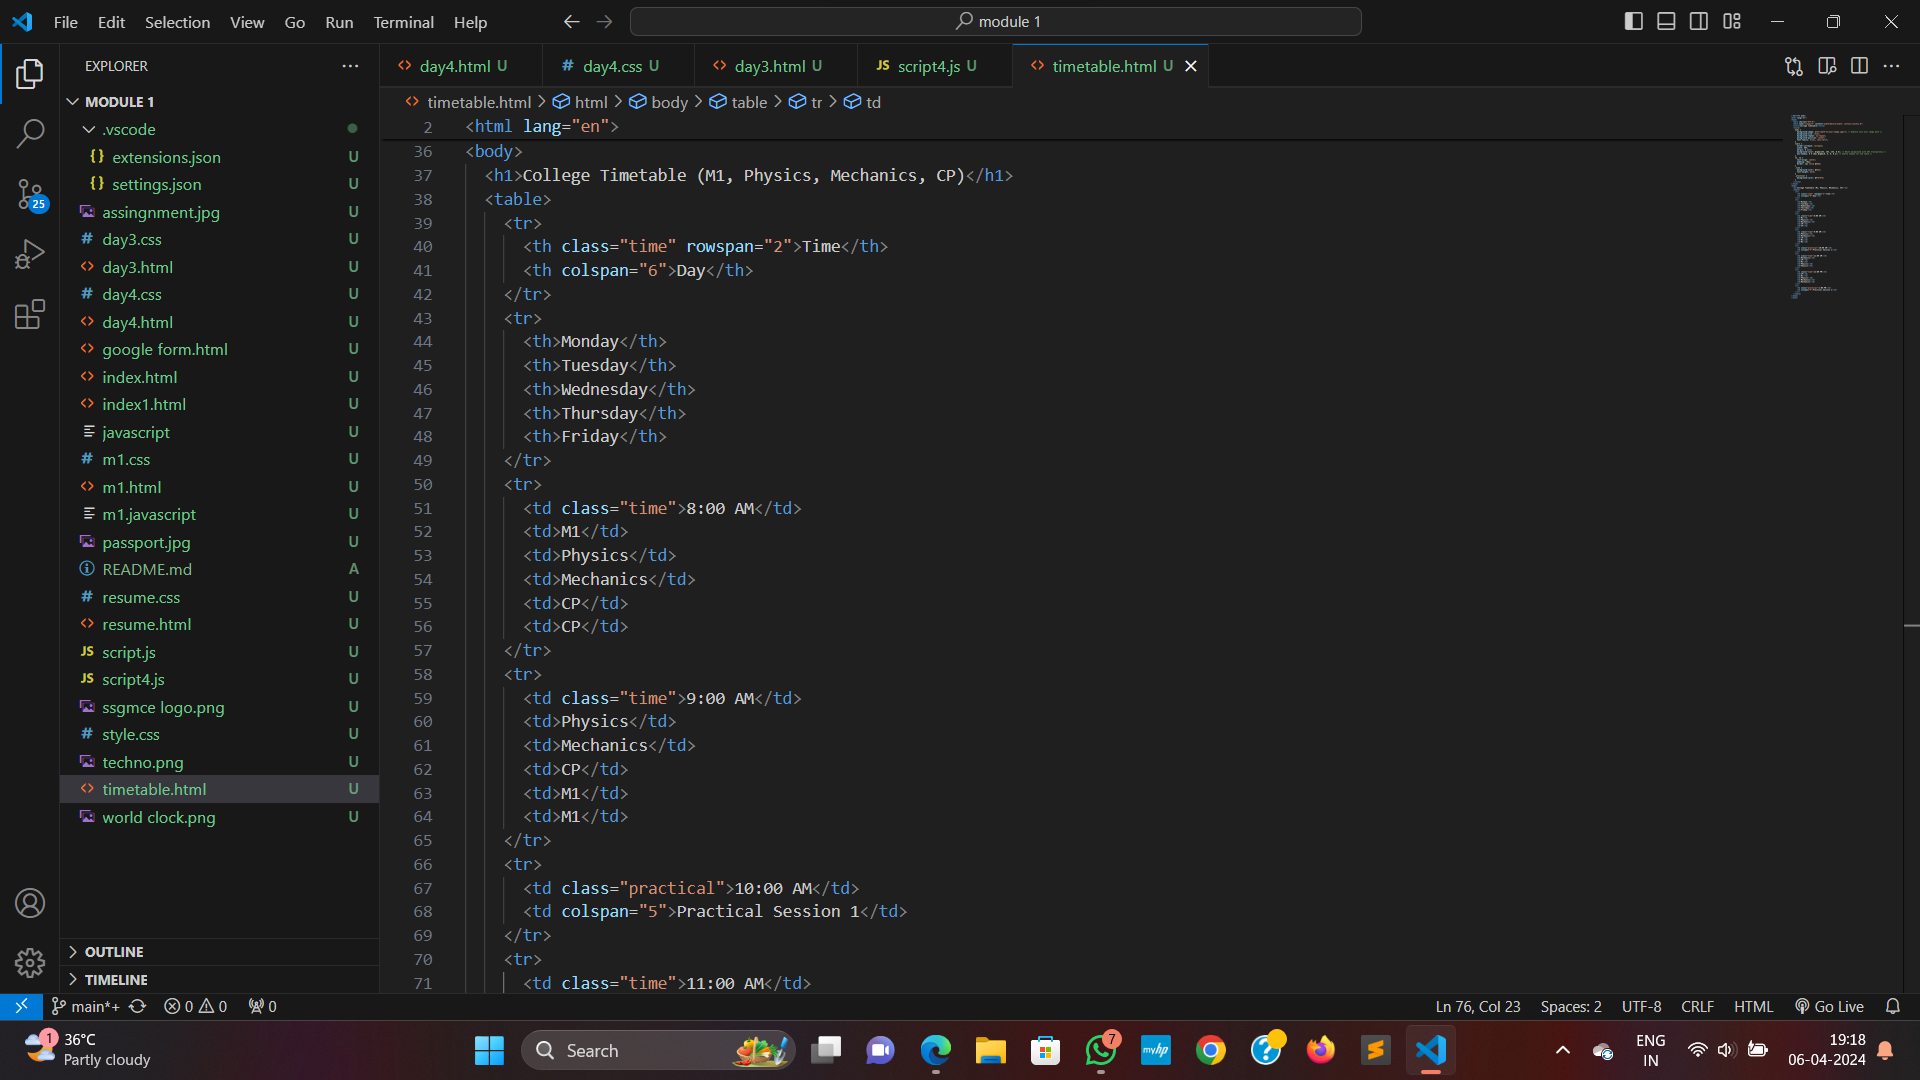 File Edit Selection View Go Run Terminal Help
module 1
EXPLORER
MODULE 1
.vscode
extensions.json U
settings.json U
assingnment.jpg U
day3.css U
day3.html U
day4.css U
day4.html U
google form.html U
index.html U
index1.html U
javascript U
m1.css U
m1.html U
m1.javascript U
passport.jpg U
README.md A
resume.css U
resume.html U
script.js U
script4.js U
ssgmce logo.png U
style.css U
techno.png U
timetable.html U
world clock.png U
OUTLINE
TIMELINE
25
day4.html U
day4.css U
day3.html U
JS script4.js U
timetable.html U
timetable.html > html > body > table > tr > td
2 <html lang="en">
36 <body>
37 <h1>College Timetable (M1, Physics, Mechanics, CP)</h1>
38 <table>
39 <tr>
40 <th class="time" rowspan="2">Time</th>
41 <th colspan="6">Day</th>
42 </tr>
43 <tr>
44 <th>Monday</th>
45 <th>Tuesday</th>
46 <th>Wednesday</th>
47 <th>Thursday</th>
48 <th>Friday</th>
49 </tr>
50 <tr>
51 <td class="time">8:00 AM</td>
52 <td>M1</td>
53 <td>Physics</td>
54 <td>Mechanics</td>
55 <td>CP</td>
56 <td>CP</td>
57 </tr>
58 <tr>
59 <td class="time">9:00 AM</td>
60 <td>Physics</td>
61 <td>Mechanics</td>
62 <td>CP</td>
63 <td>M1</td>
64 <td>M1</td>
65 </tr>
66 <tr>
67 <td class="practical">10:00 AM</td>
68 <td colspan="5">Practical Session 1</td>
69 </tr>
70 <tr>
71 <td class="time">11:00 AM</td>
main*+ 0 0 0
Ln 76, Col 23 Spaces: 2 UTF-8 CRLF HTML Go Live
1
36°C
Partly cloudy
Search
7
myhp
ENG
IN
19:18
06-04-2024